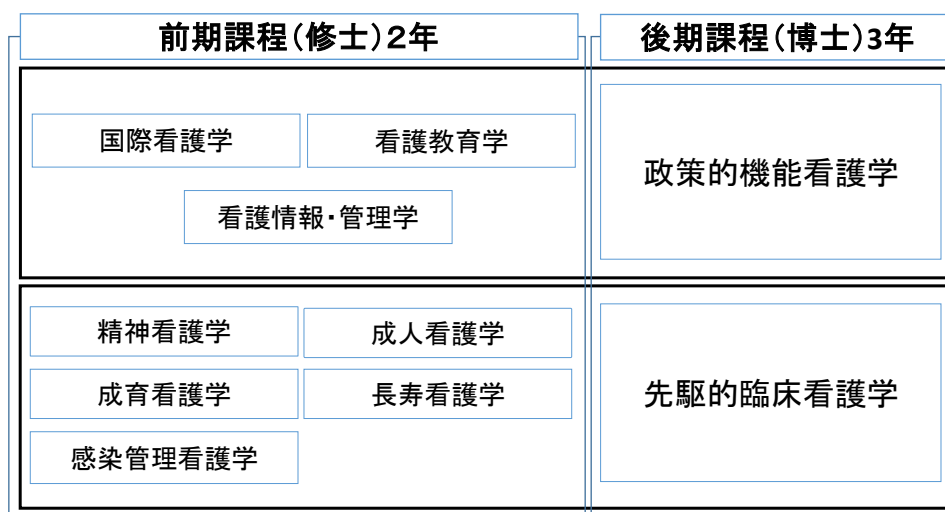 前期課程(修士)２年
後期課程(博士)3年
国際看護学
看護教育学
看護情報・管理学
政策的機能看護学
精神看護学
成人看護学
成育看護学
長寿看護学
感染管理看護学
先駆的臨床看護学